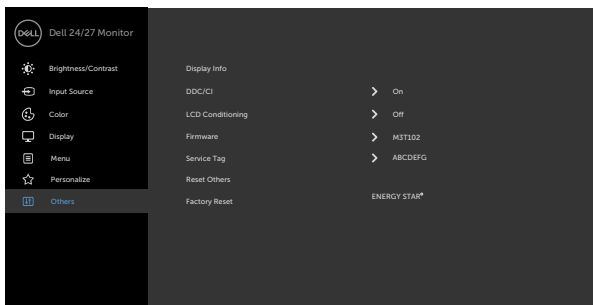 DELL
Dell 24/27 Monitor
Brightness/Contrast
Input Source
Color
Display
Menu
Personalize
Others
Display Info
DDC/CI On
LCD Conditioning Off
Firmware M3T102
Service Tag ABCDEFG
Reset Others
Factory Reset ENERGY STAR®